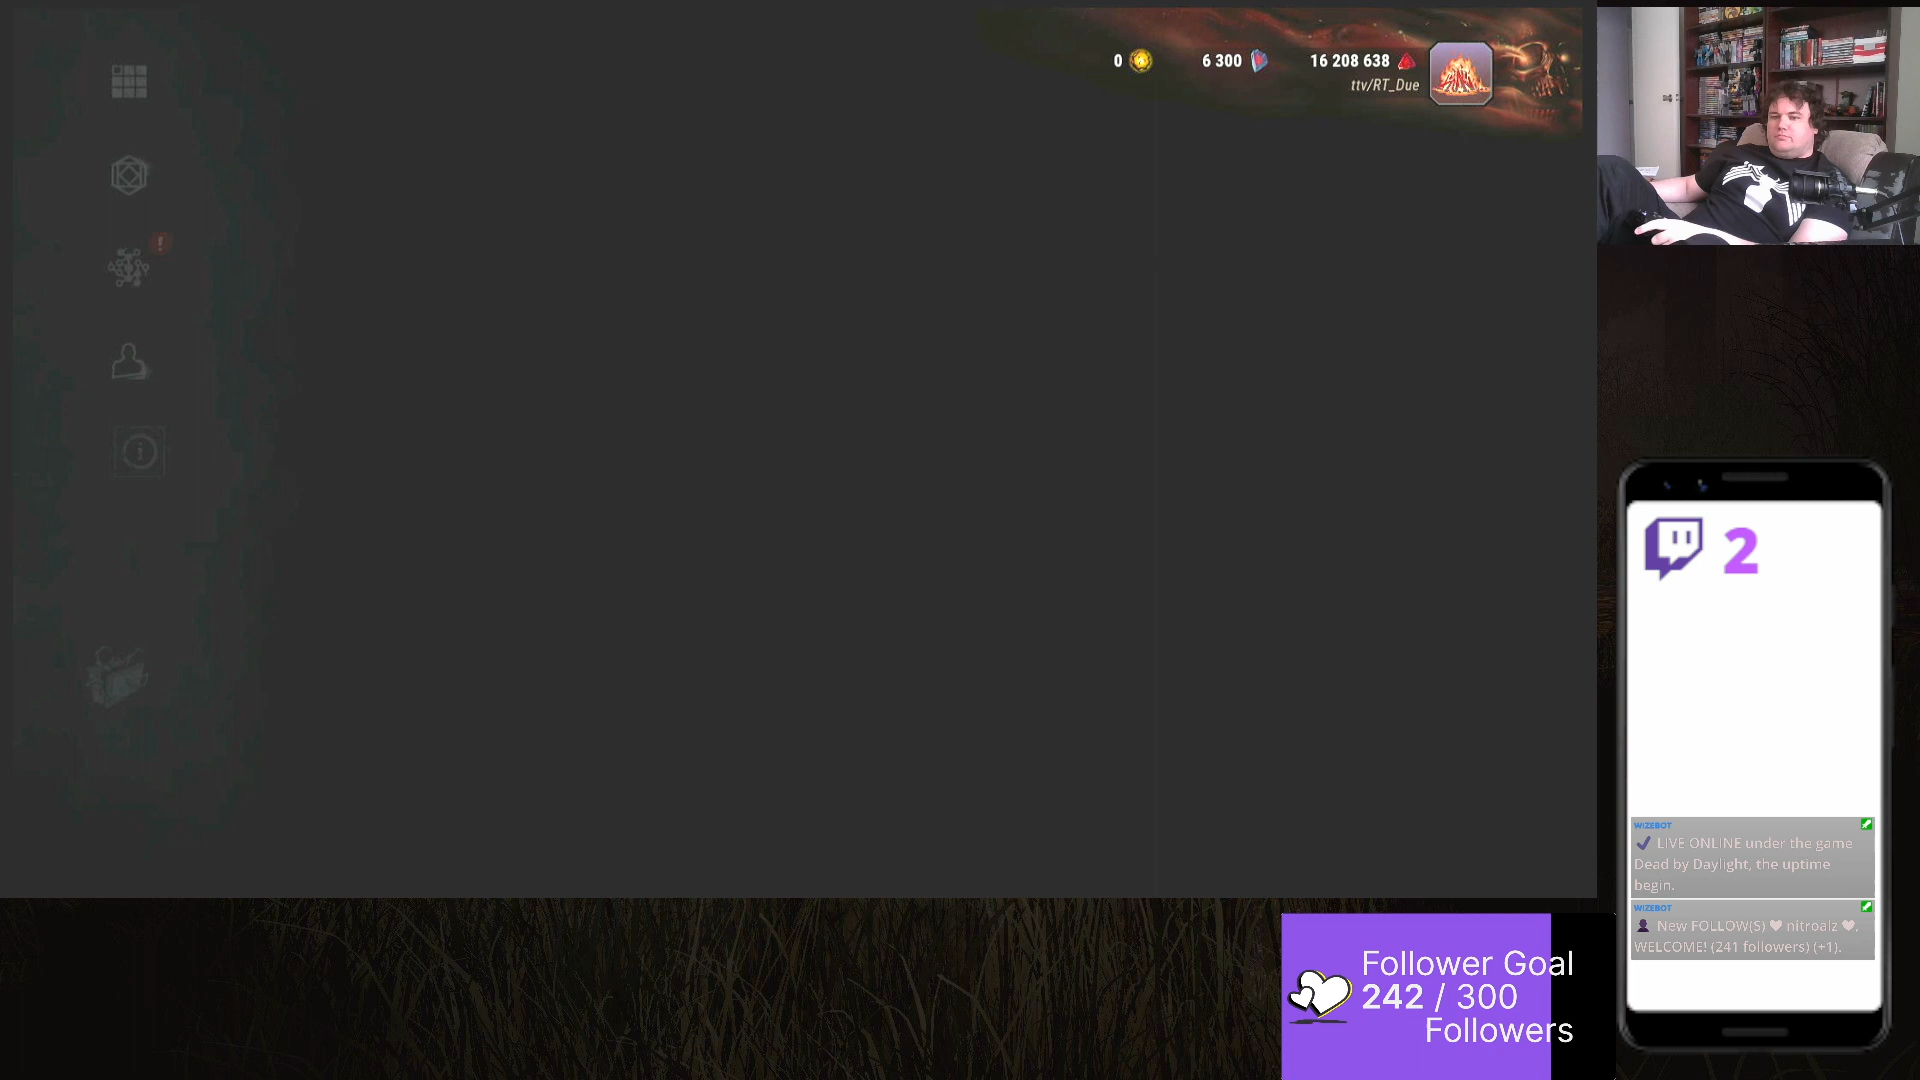 0
6 300
16 208 638
ttv/RT_Due
!
2
WIZEBOT
LIVE ONLINE under the game
Dead by Daylight, the uptime
begin.
WIZEBOT
New FOLLOW(S) nitroalz
WELCOME! (241 followers) (+1).
Follower Goal
242 / 300
Followers